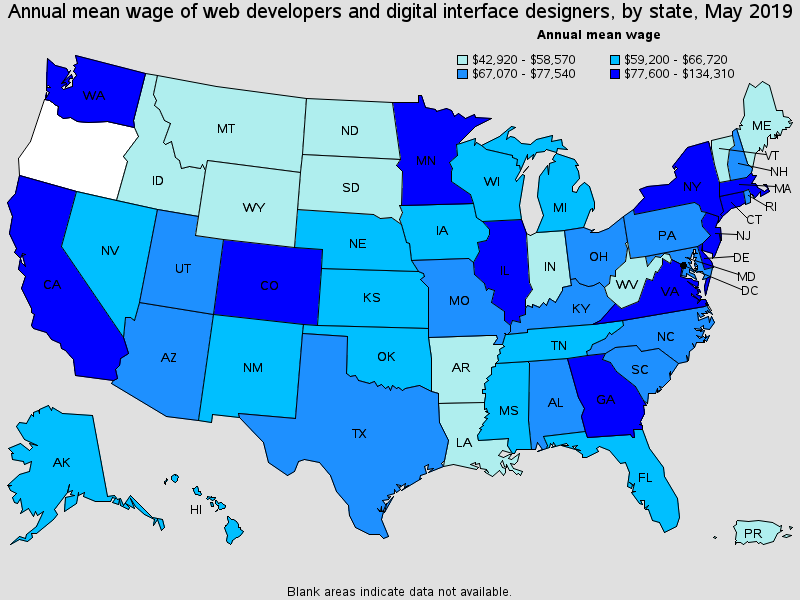 Annual mean wage of web developers and digital interface designers, by state, May 2019
Annual mean wage
$42,920 - $58,570
$59,200 - $66,720
$67,070 - $77,540
$77,600 - $134,310
WA
MT
ND
MN
ME
VT
NH
MA
RI
CT
NJ
DE
MD
DC
ID
SD
WY
WI
MI
NY
NV
UT
CO
NE
IA
IL
IN
OH
PA
CA
KS
MO
KY
WV
VA
AZ
NM
OK
AR
TN
NC
SC
TX
LA
MS
AL
GA
FL
AK
HI
PR
Blank areas indicate data not available.